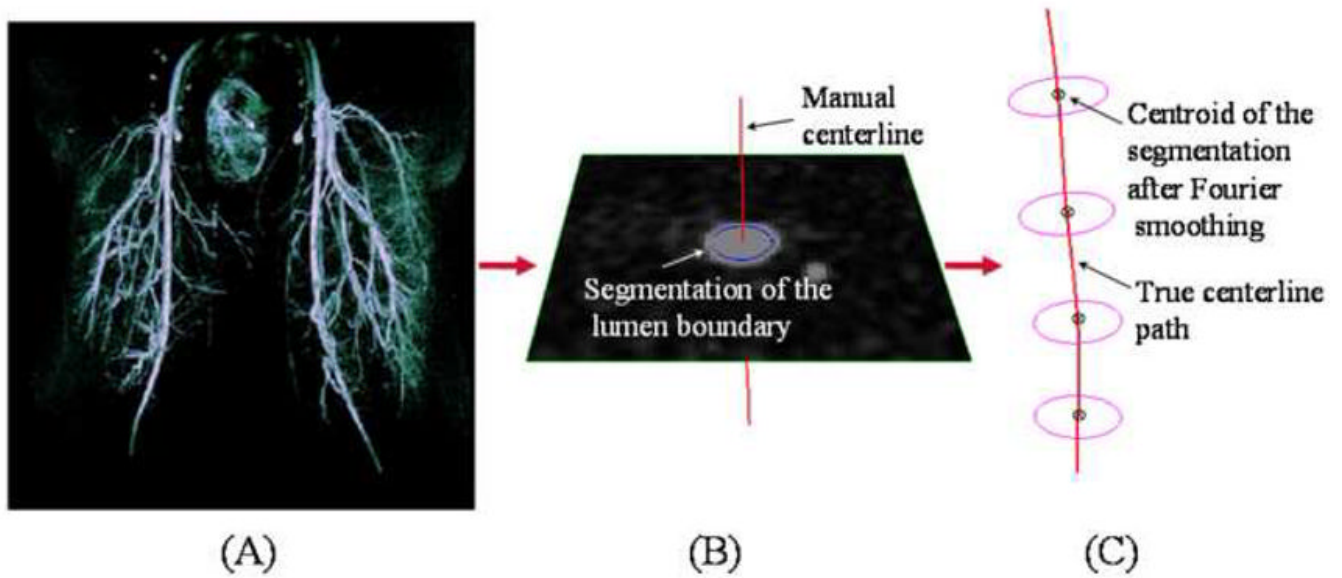 Manual
centerline
Segmentation of the
lumen boundary
Centroid of the
segmentation
after Fourier
smoothing
True centerline
path
(A)
(B)
(C)